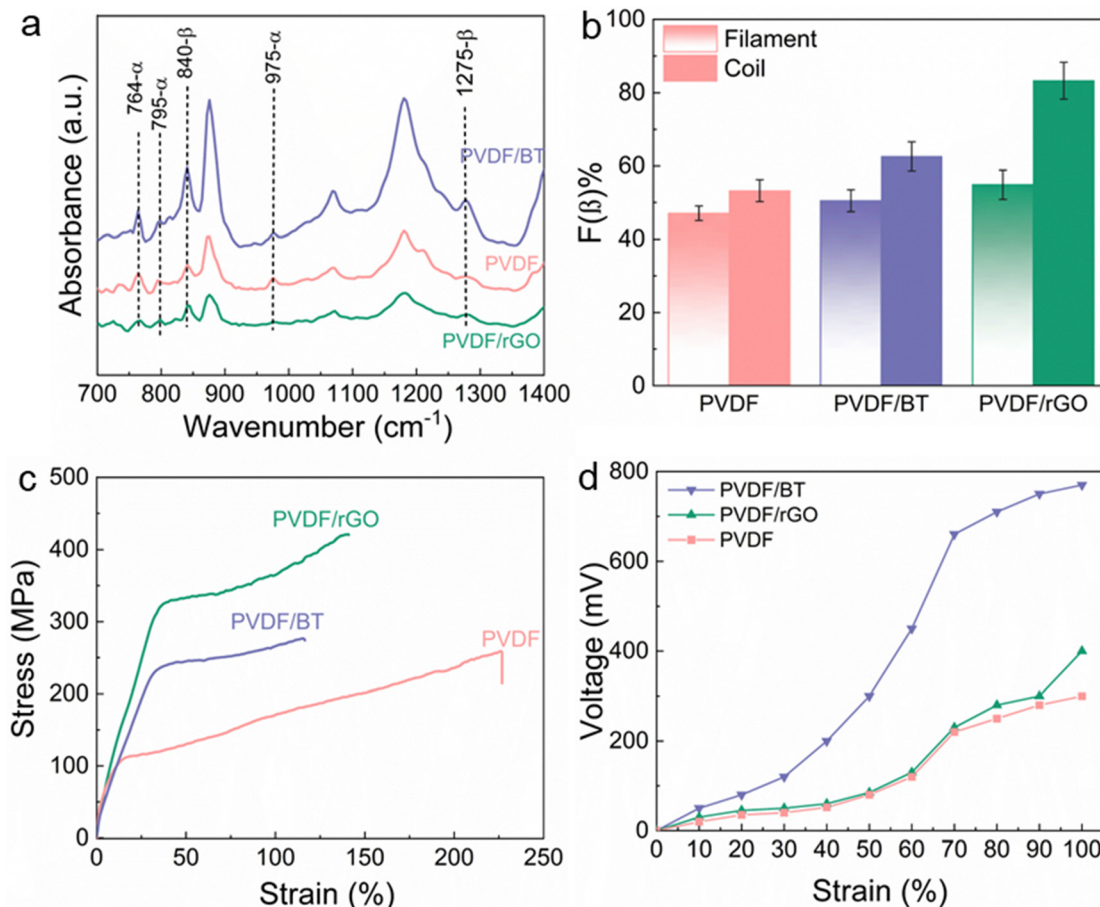 a
764-α
795-α
840-β
975-α
1275-β
PVDF/BT
PVDF
PVDF/rGO
Absorbance (a.u.)
700 800 900 1000 1100 1200 1300 1400
Wavenumber (cm⁻¹)
b
Filament
Coil
100
80
60
40
20
0
F(ß)%
PVDF PVDF/BT PVDF/rGO
c
500
400
300
200
100
0
Stress (MPa)
PVDF/rGO
PVDF/BT
PVDF
0 50 100 150 200 250
Strain (%)
d
PVDF/BT
PVDF/rGO
PVDF
800
600
400
200
0
Voltage (mV)
0 10 20 30 40 50 60 70 80 90 100
Strain (%)